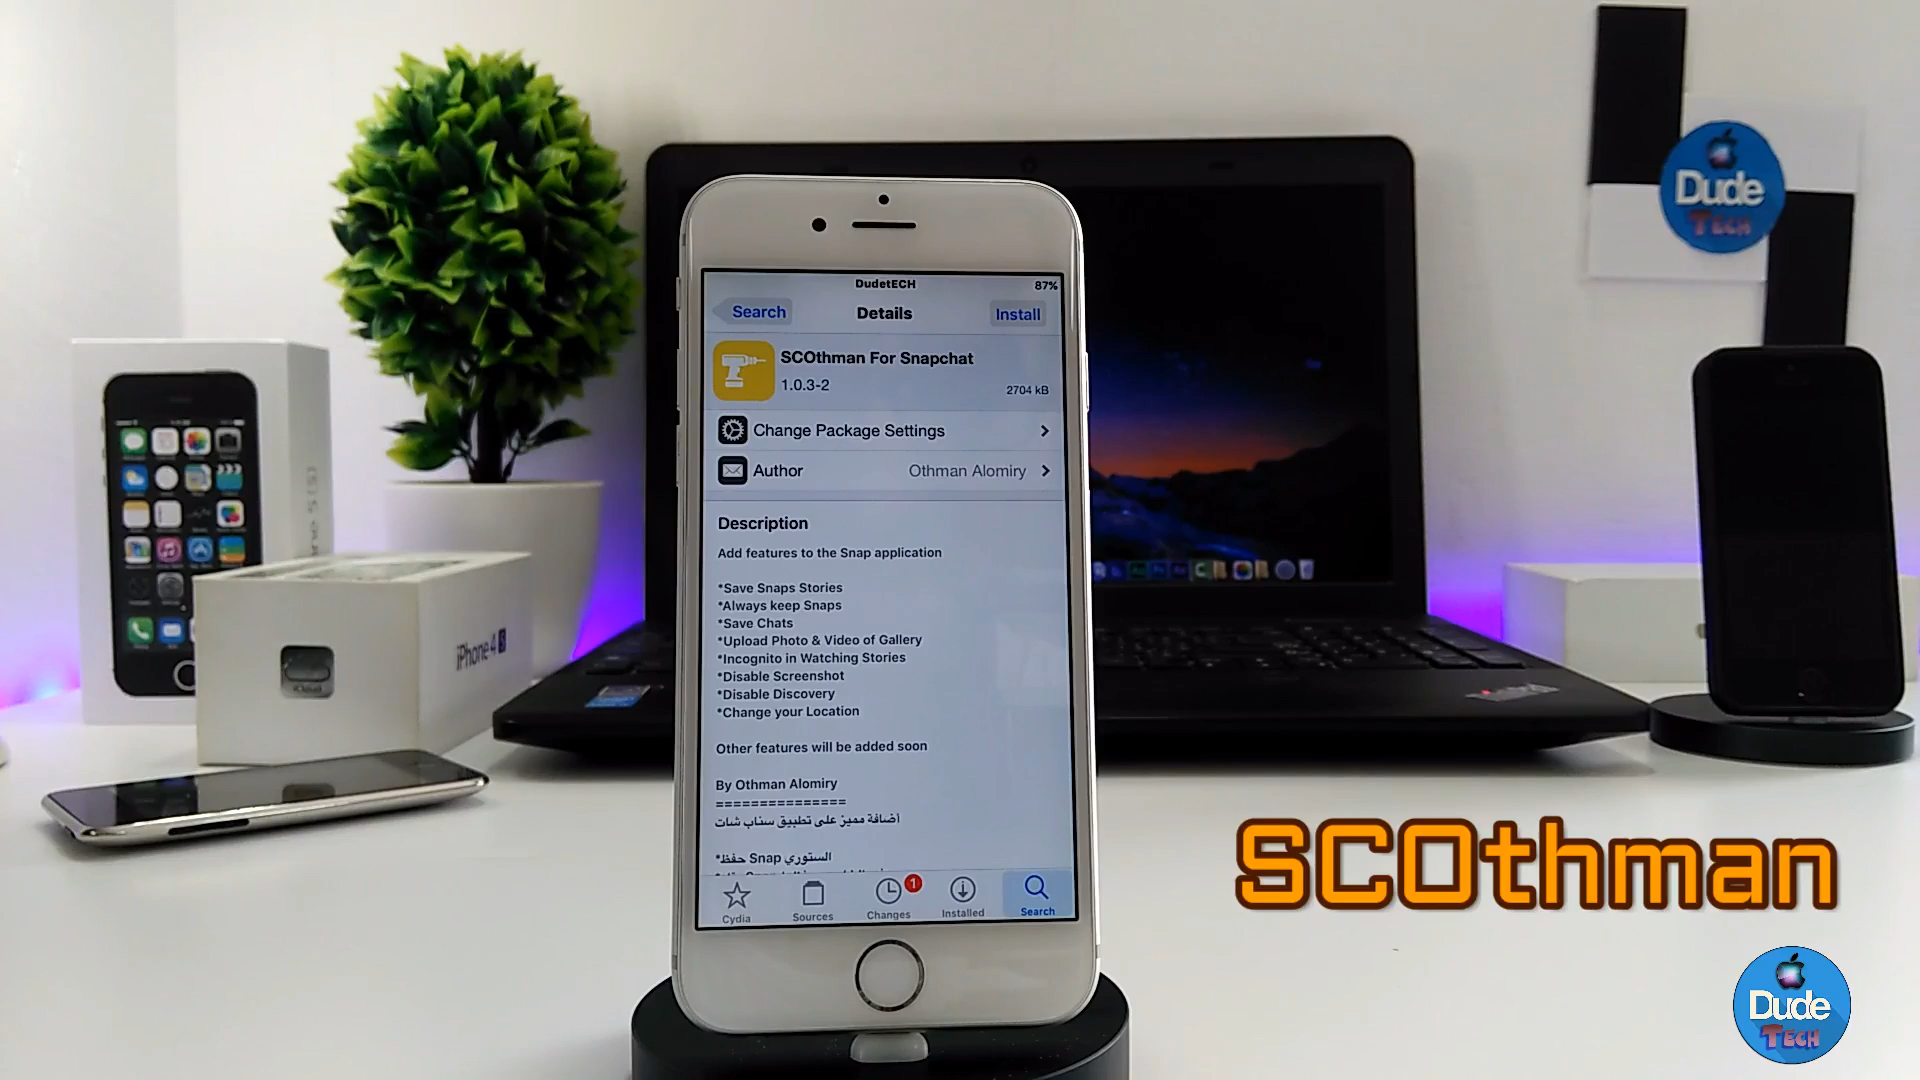 DudetECH
87%
Search
Details
Install
SCOthman For Snapchat
1.0.3-2
2704 kB
Change Package Settings
Author
Othman Alomiry
Description
Add features to the Snap application
*Save Snaps Stories
*Always keep Snaps
*Save Chats
*Upload Photo & Video of Gallery
*Incognito in Watching Stories
*Disable Screenshot
*Disable Discovery
*Change your Location
Other features will be added soon
By Othman Alomiry
===============
أضافة مميز على تطبيق سناب شات
*حفظ Snap الستوري
Cydia
Sources
Changes
1
Installed
Search
iPhone 4S
iCloud
ThinkPad
Dude
TECH
SCOthman
Dude
TECH